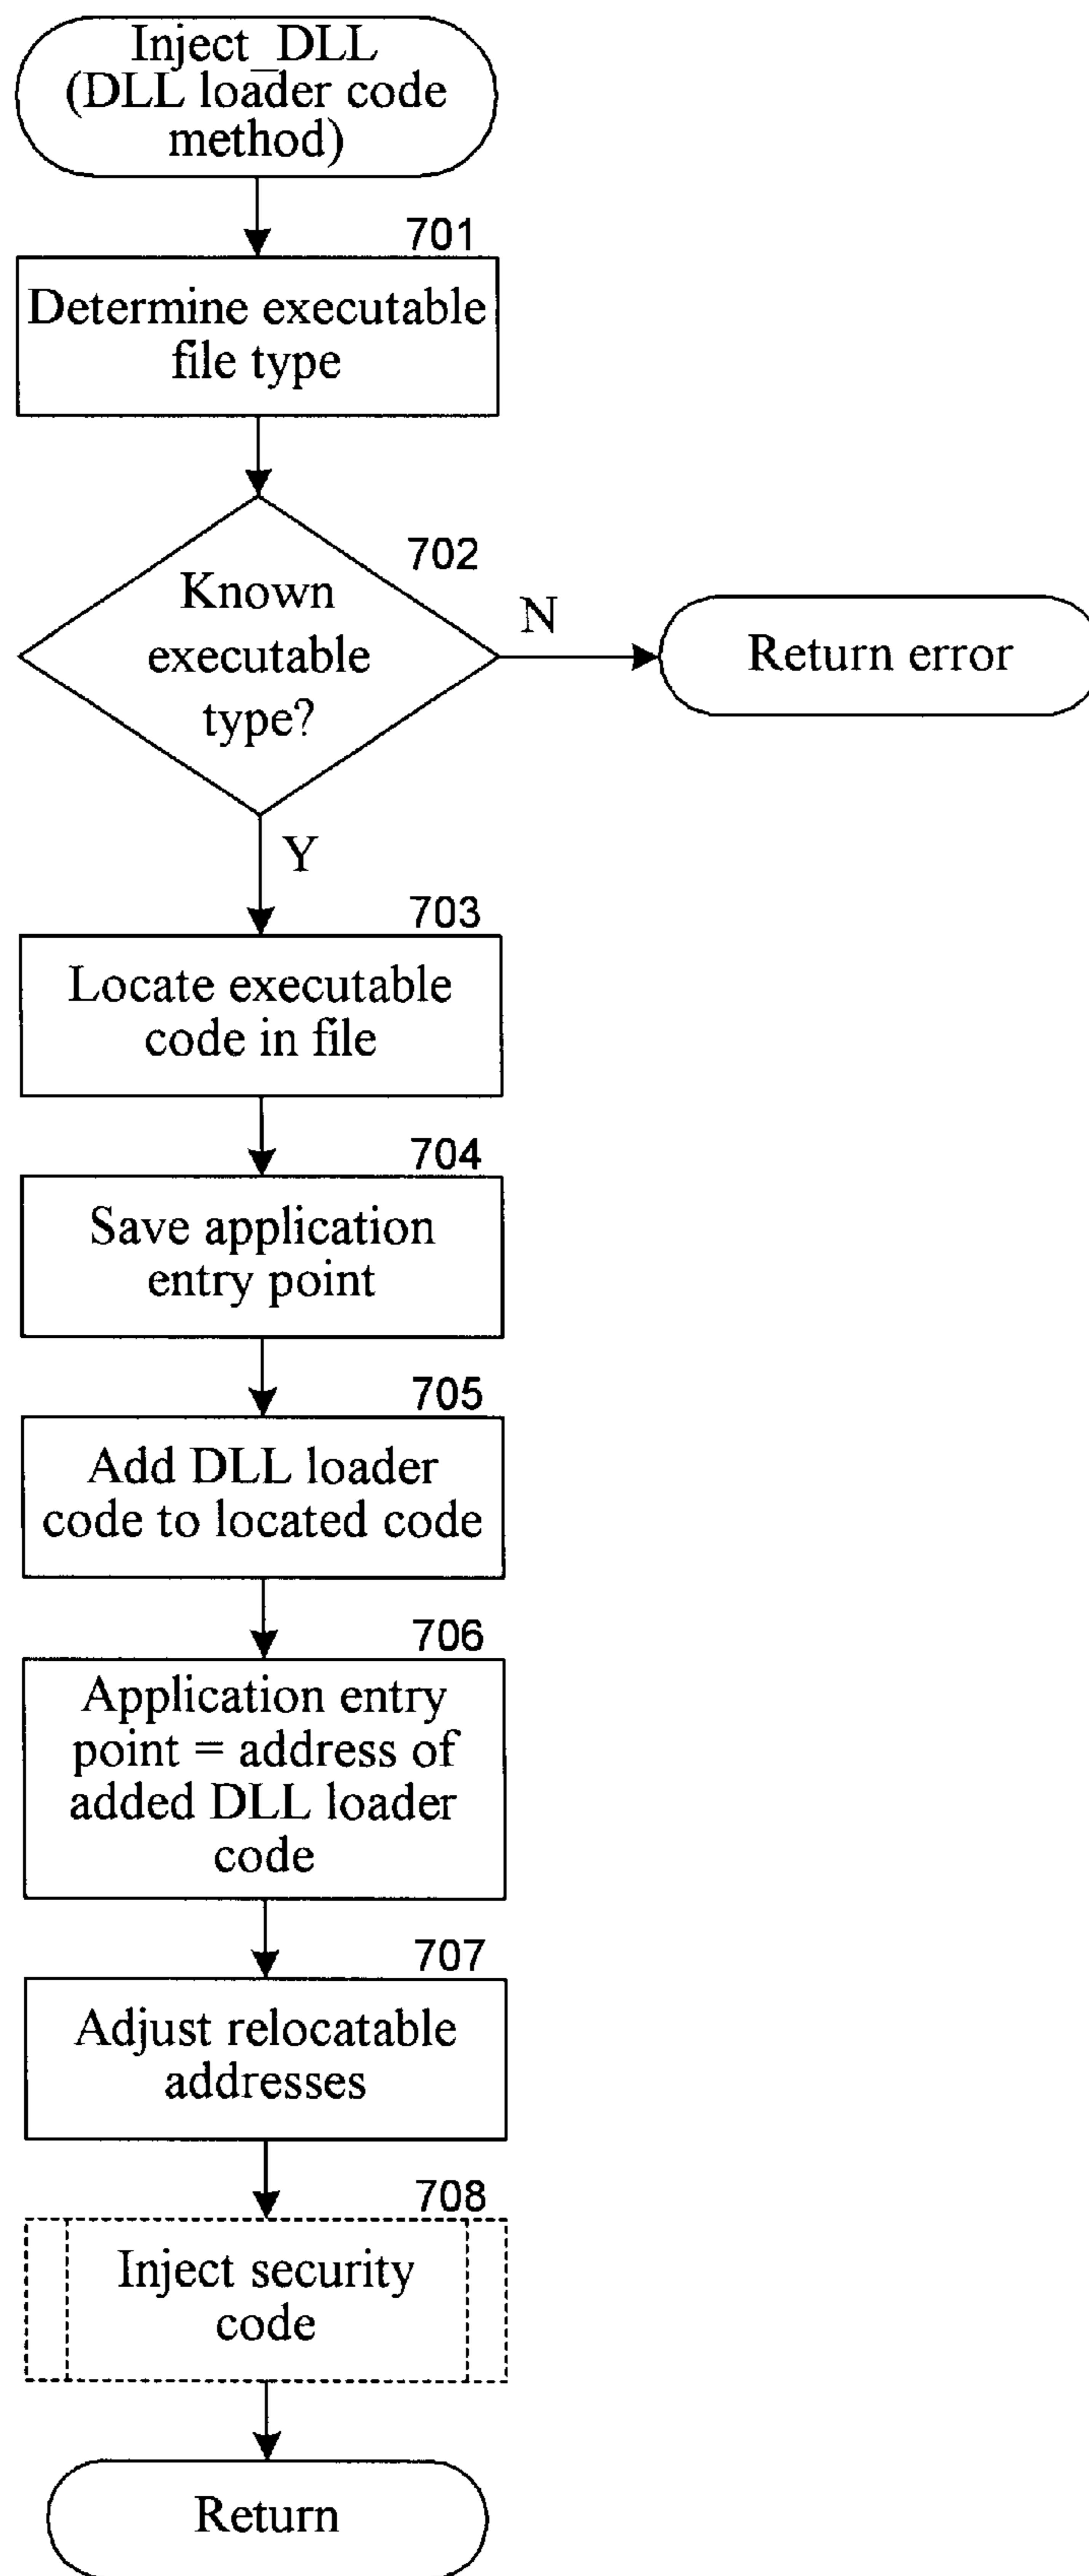 Inject_DLL
(DLL loader code
method)
701
Determine executable
file type
702
Known
executable
type?
N
Return error
Y
703
Locate executable
code in file
704
Save application
entry point
705
Add DLL loader
code to located code
706
Application entry
point = address of
added DLL loader
code
707
Adjust relocatable
addresses
708
Inject security
code
Return